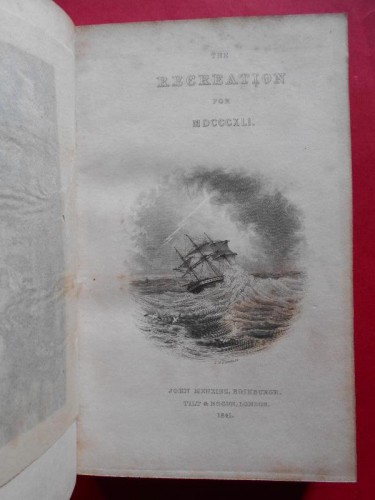 THE
RECREATION
FOR
MDCCCXLI.
JOHN MENZIES, EDINBURGH,
TILT & BOGUE, LONDON.
1841.